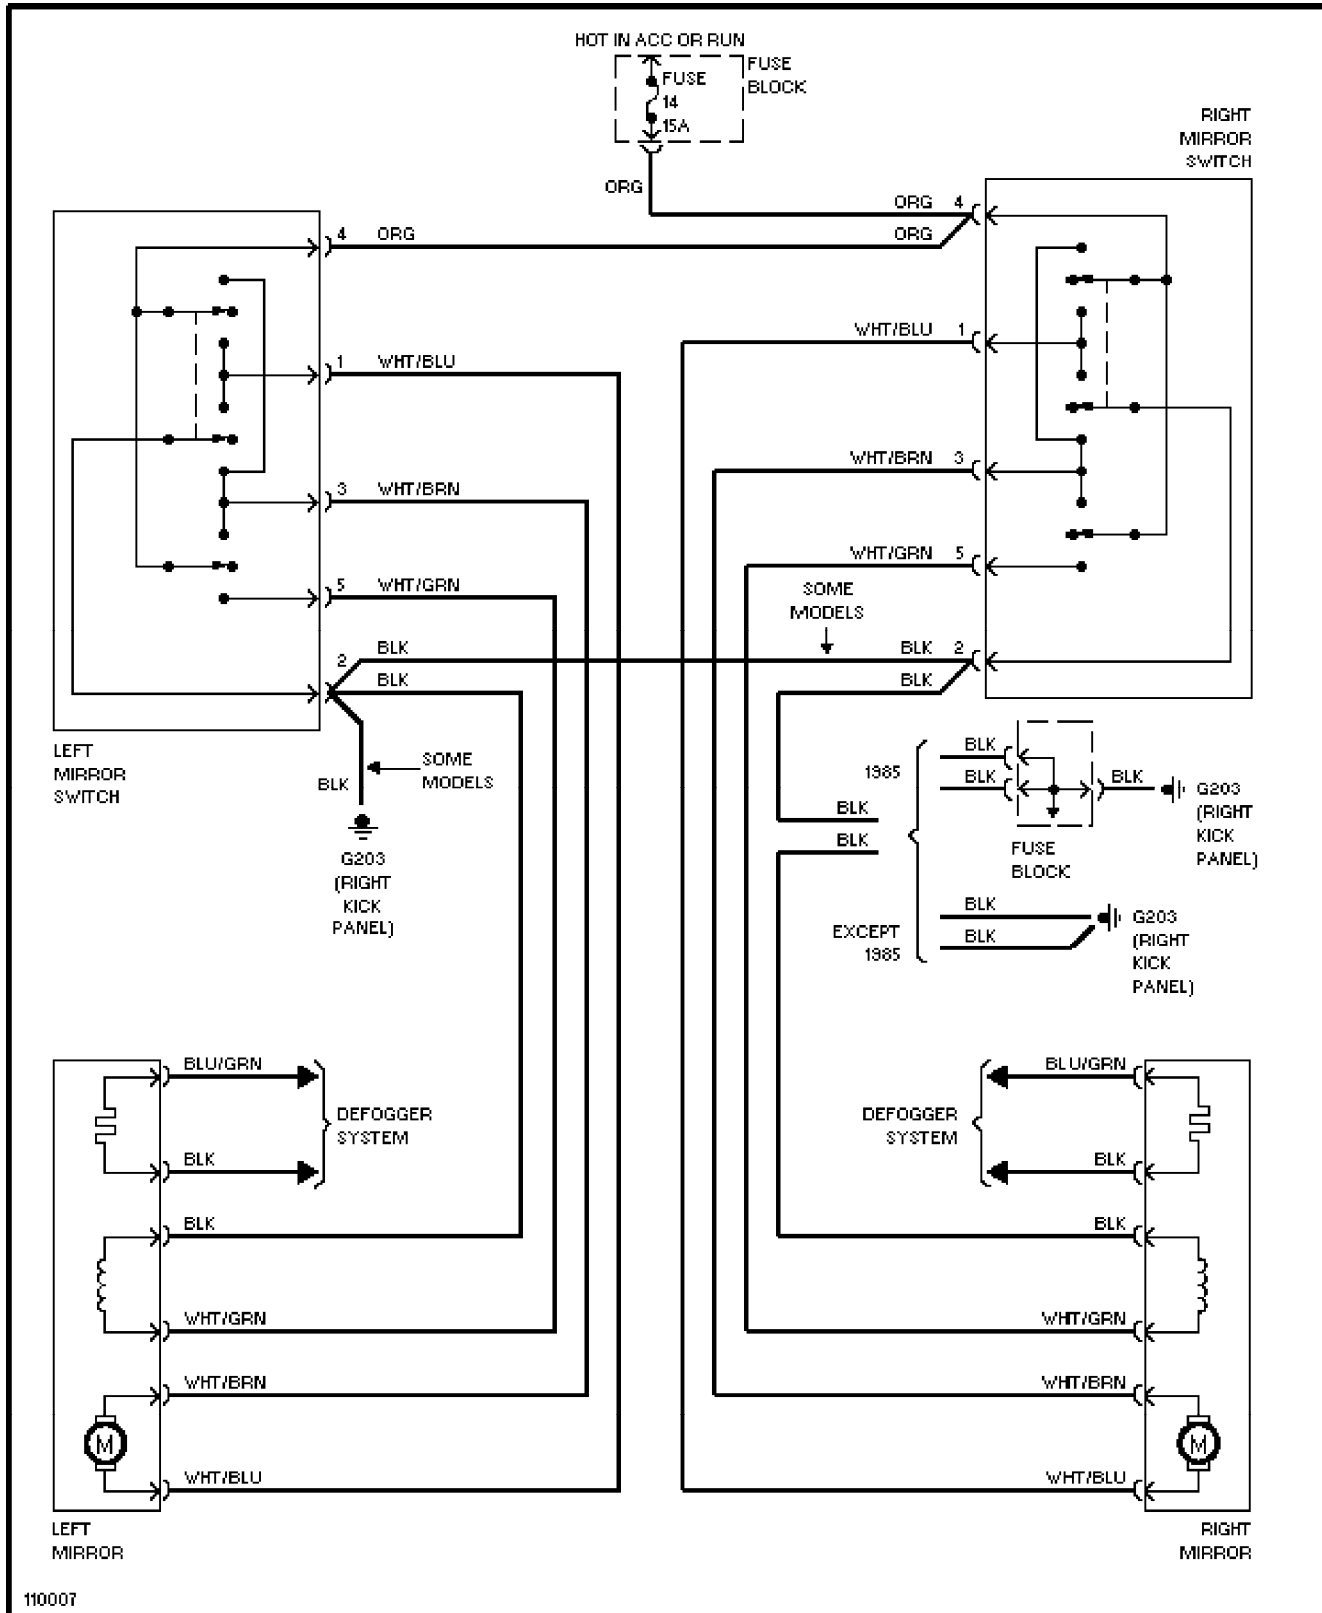 HOT IN ACC OR RUN
FUSE
14
15A
FUSE
BLOCK
RIGHT
MIRROR
SWITCH
ORG
ORG 4
ORG
4 ORG
WHT/BLU 1
1 WHT/BLU
WHT/BRN 3
3 WHT/BRN
WHT/GRN 5
5 WHT/GRN
SOME
MODELS
2 BLK
BLK 2
BLK
BLK
LEFT
MIRROR
SWITCH
SOME
MODELS
BLK
G203
(RIGHT
KICK
PANEL)
1985
BLK
BLK
BLK
G203
(RIGHT
KICK
PANEL)
FUSE
BLOCK
BLK
BLK
EXCEPT
1985
BLK
BLK
G203
(RIGHT
KICK
PANEL)
BLU/GRN
BLK
DEFOGGER
SYSTEM
BLK
WHT/GRN
WHT/BRN
M
WHT/BLU
LEFT
MIRROR
BLU/GRN
DEFOGGER
SYSTEM
BLK
BLK
WHT/GRN
WHT/BRN
M
WHT/BLU
RIGHT
MIRROR
110007